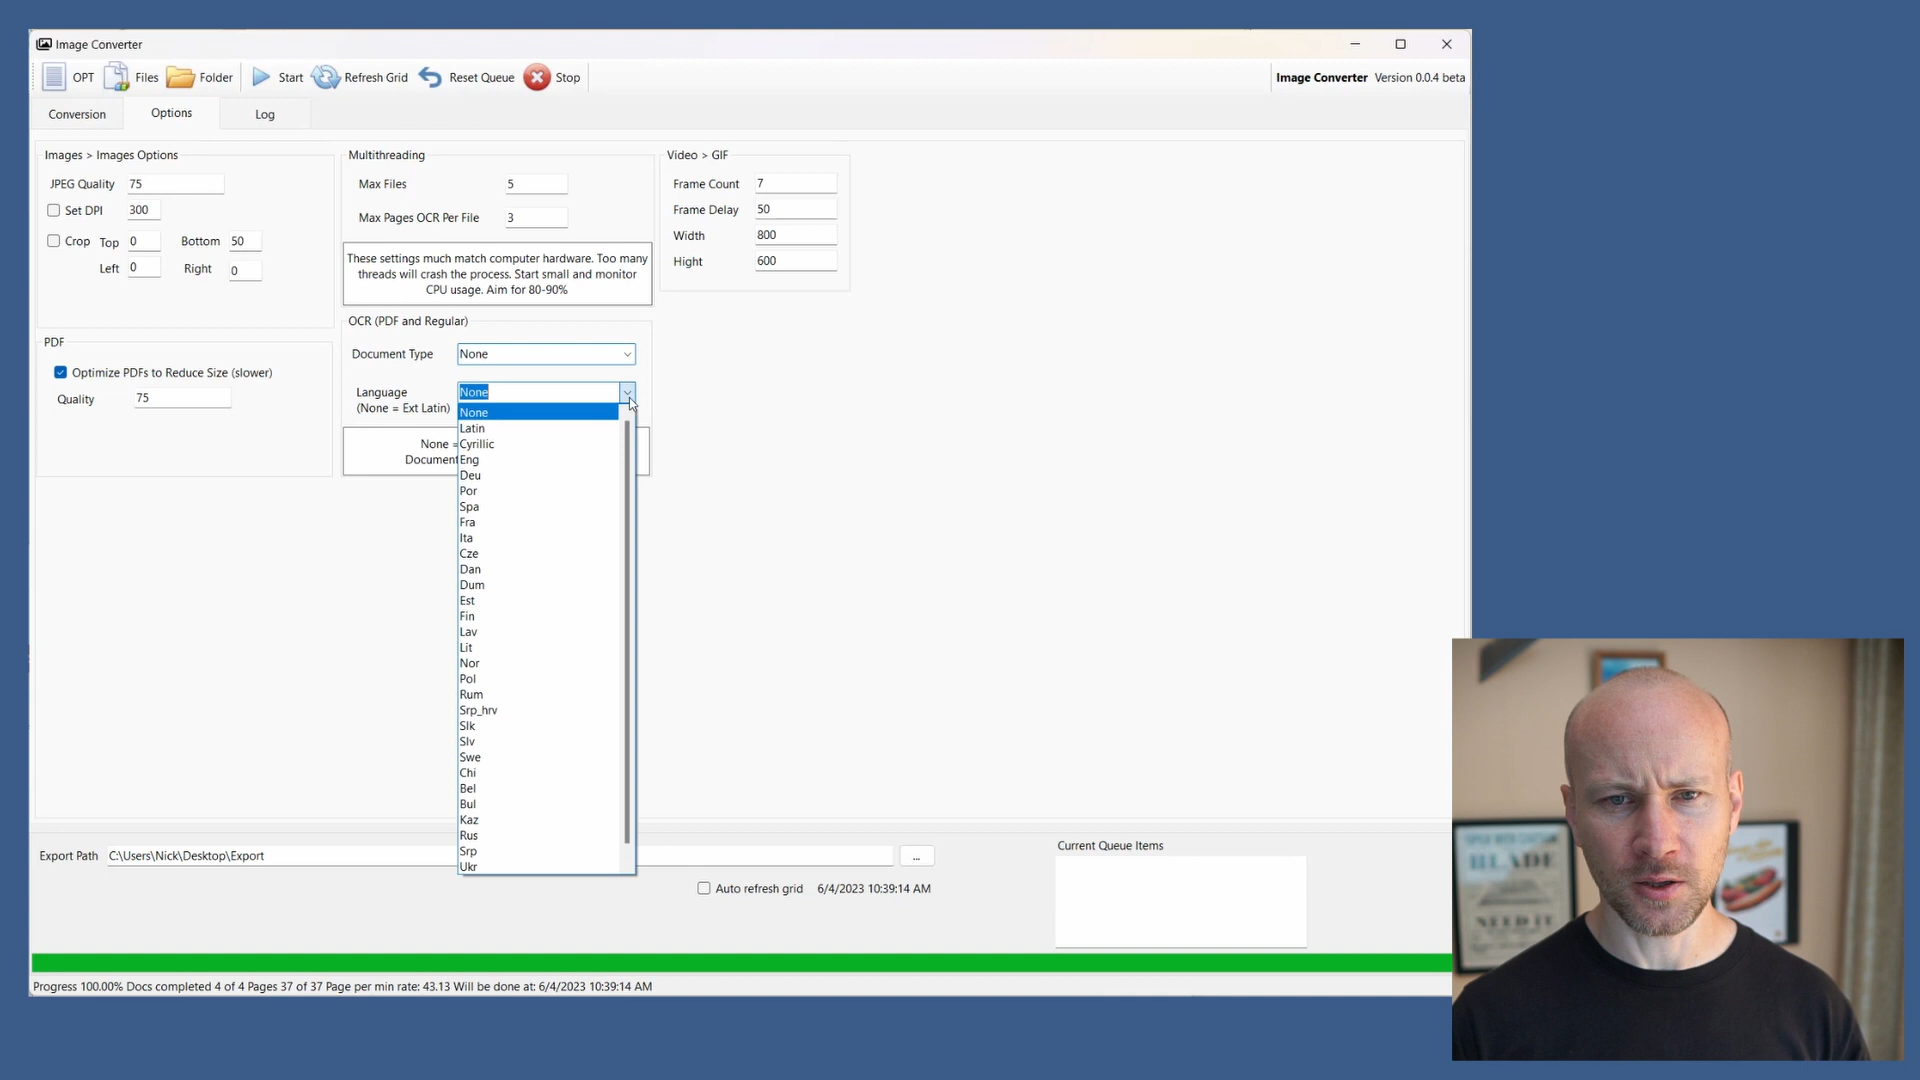 Image Converter
OPT Files Folder Start Refresh Grid Reset Queue Stop Image Converter Version 0.0.4 beta
Conversion Options Log
Images > Images Options
JPEG Quality 75
Set DPI 300
Crop Top 0 Bottom 50
Left 0 Right 0
PDF
Optimize PDFs to Reduce Size (slower)
Quality 75
Multithreading
Max Files 5
Max Pages OCR Per File 3
These settings much match computer hardware. Too many
threads will crash the process. Start small and monitor
CPU usage. Aim for 80-90%
OCR (PDF and Regular)
Document Type None
Language None
(None = Ext Latin)
None =
Document
None
Latin
Cyrillic
Eng
Deu
Por
Spa
Fra
Ita
Cze
Dan
Dum
Est
Fin
Lav
Lit
Nor
Pol
Rum
Srp_hrv
Slk
Slv
Swe
Chi
Bel
Bul
Kaz
Rus
Srp
Ukr
Video > GIF
Frame Count 7
Frame Delay 50
Width 800
Hight 600
Export Path C:\Users\Nick\Desktop\Export ...
Auto refresh grid 6/4/2023 10:39:14 AM
Current Queue Items
Progress 100.00% Docs completed 4 of 4 Pages 37 of 37 Page per min rate: 43.13 Will be done at: 6/4/2023 10:39:14 AM
BLADE
NEED IT